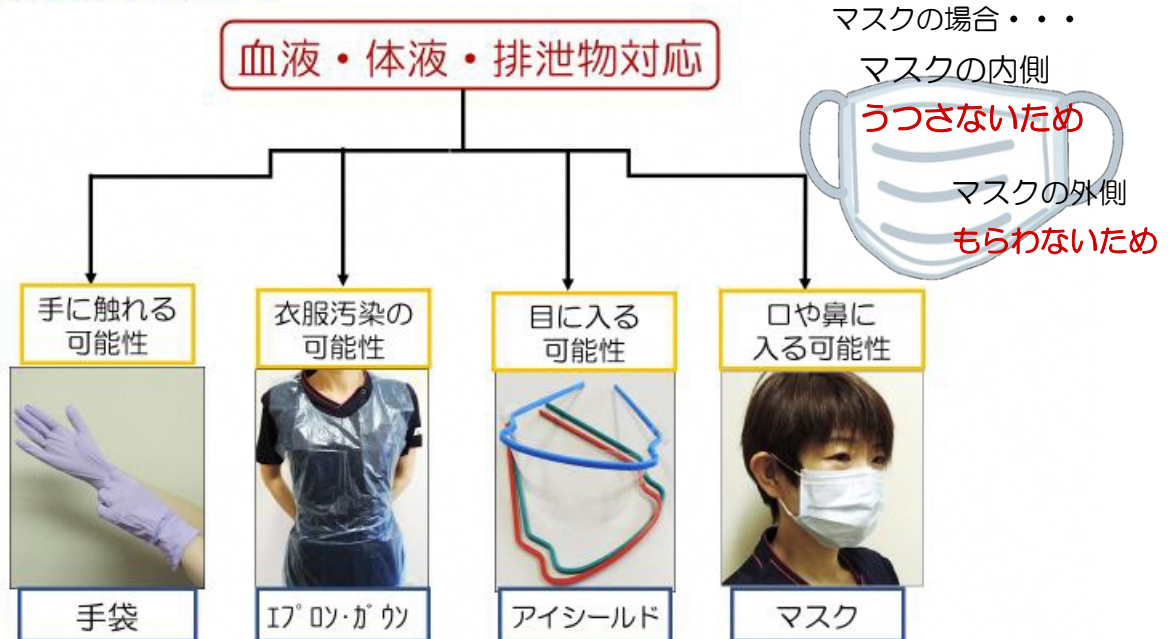 血液・体液・排泄物対応
マスクの場合・・・
マスクの内側
うつさないため
マスクの外側
もらわないため
手に触れる
可能性
衣服汚染の
可能性
目に入る
可能性
口や鼻に
入る可能性
手袋
ｴﾌﾟﾛﾝ･ｶﾞｳﾝ
アイシールド
マスク